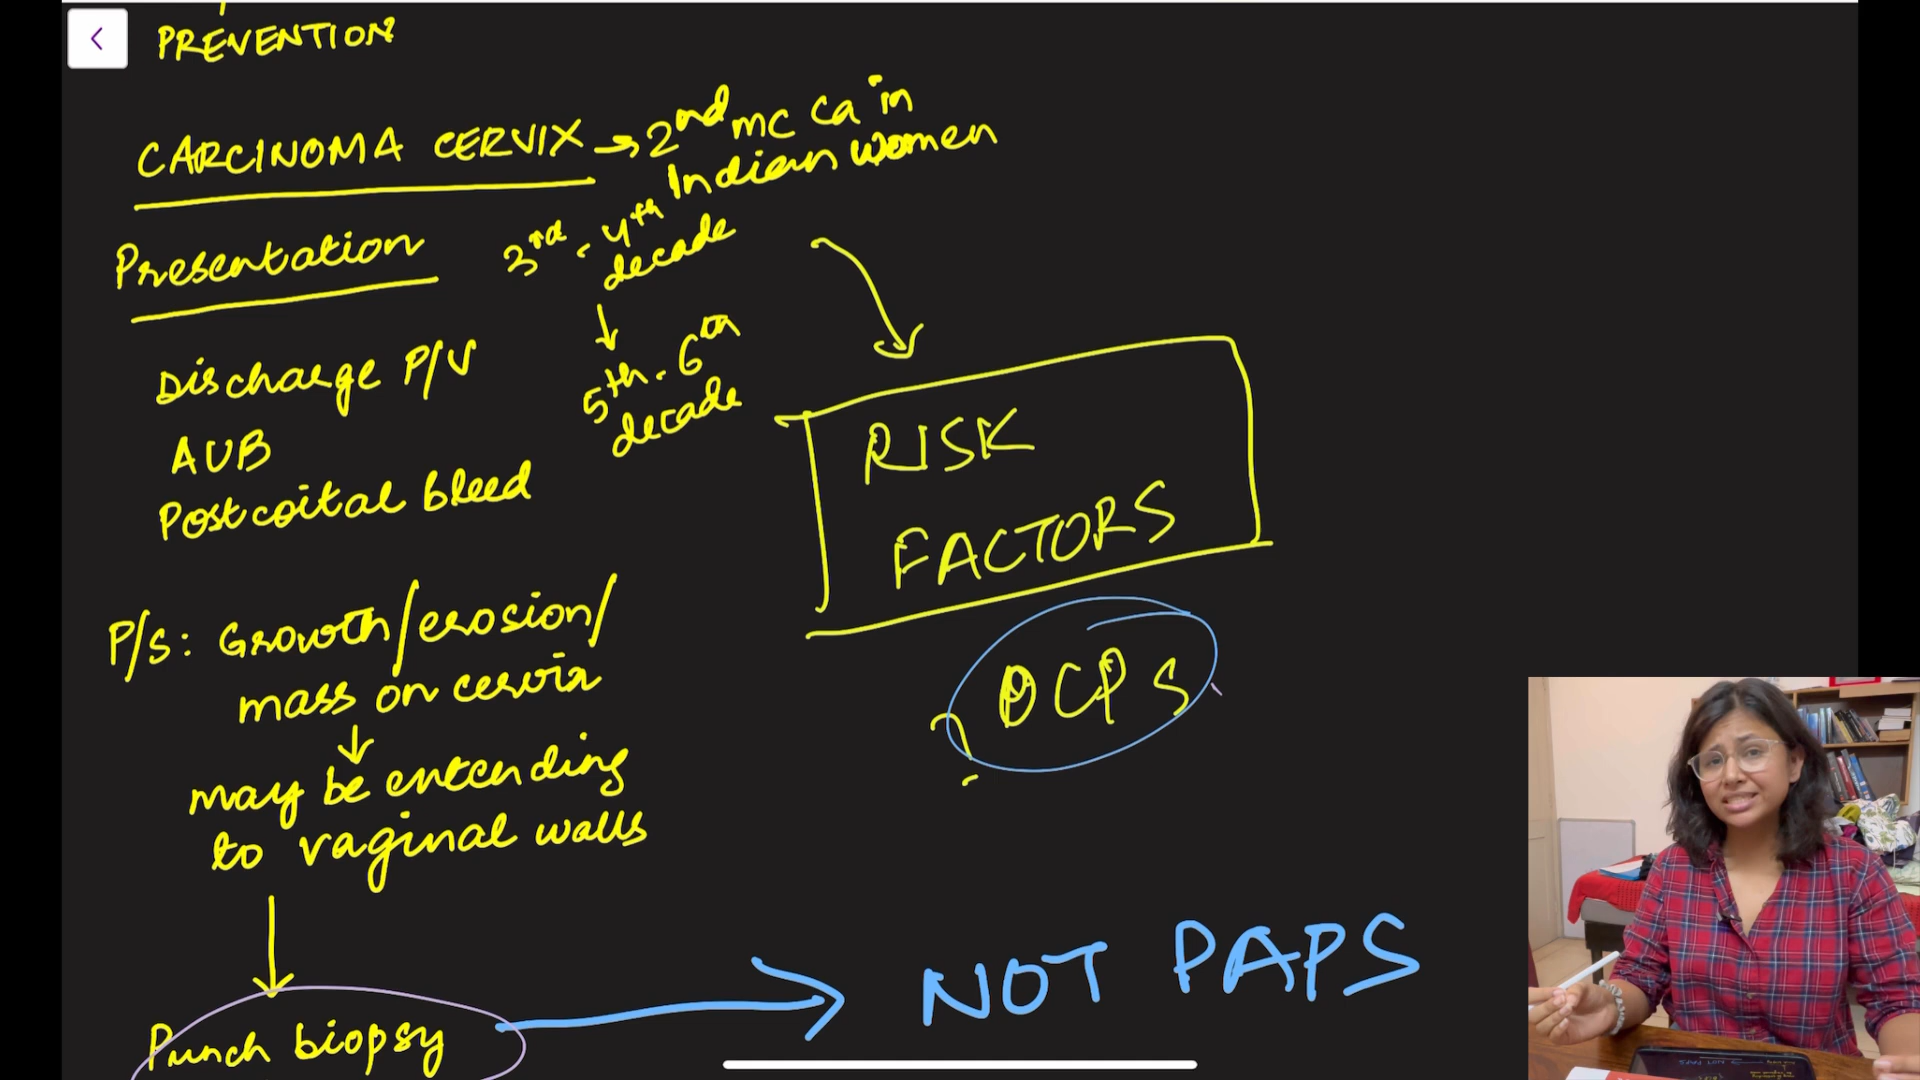 PREVENTION
CARCINOMA CERVIX → 2nd mc ca in
Indian women
Presentation
3rd - 4th
decade
↓
5th - 6th
decade
Discharge P/V
AUB
Postcoital bleed
RISK
FACTORS
? OCPs
P/S: Growth/erosion/
mass on cervix
↓
may be extending
to vaginal walls
↓
Punch biopsy → NOT PAPS